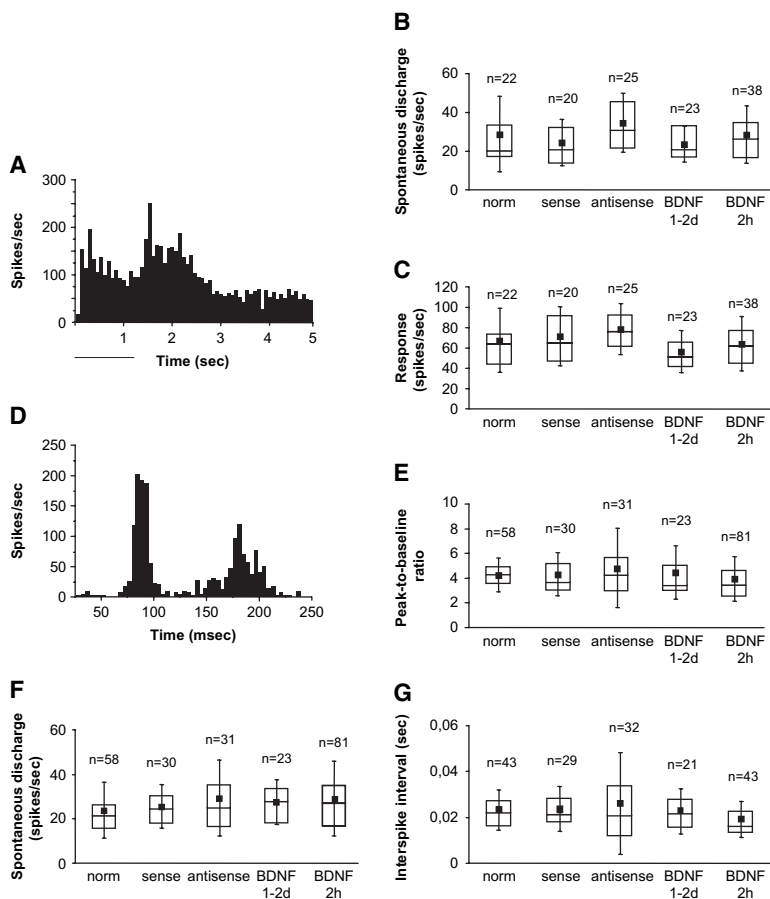 A
Spikes/sec
300
250
200
150
100
50
0
1 2 3 4 5
Time (sec)
B
Spontaneous discharge
(spikes/sec)
60
40
20
0
n=22 n=20 n=25 n=23 n=38
norm sense antisense BDNF BDNF
1-2d 2h
C
Response
(spikes/sec)
120
100
80
60
40
20
0
n=22 n=20 n=25 n=23 n=38
norm sense antisense BDNF BDNF
1-2d 2h
D
Spikes/sec
250
200
150
100
50
0
50 100 150 200 250
Time (msec)
E
Peak-to-baseline
ratio
10
8
6
4
2
0
n=58 n=30 n=31 n=23 n=81
norm sense antisense BDNF BDNF
1-2d 2h
F
Spontaneous discharge
(spikes/sec)
60
40
20
0
n=58 n=30 n=31 n=23 n=81
norm sense antisense BDNF BDNF
1-2d 2h
G
Interspike interval (sec)
0,06
0,04
0,02
0
n=43 n=29 n=32 n=21 n=43
norm sense antisense BDNF BDNF
1-2d 2h